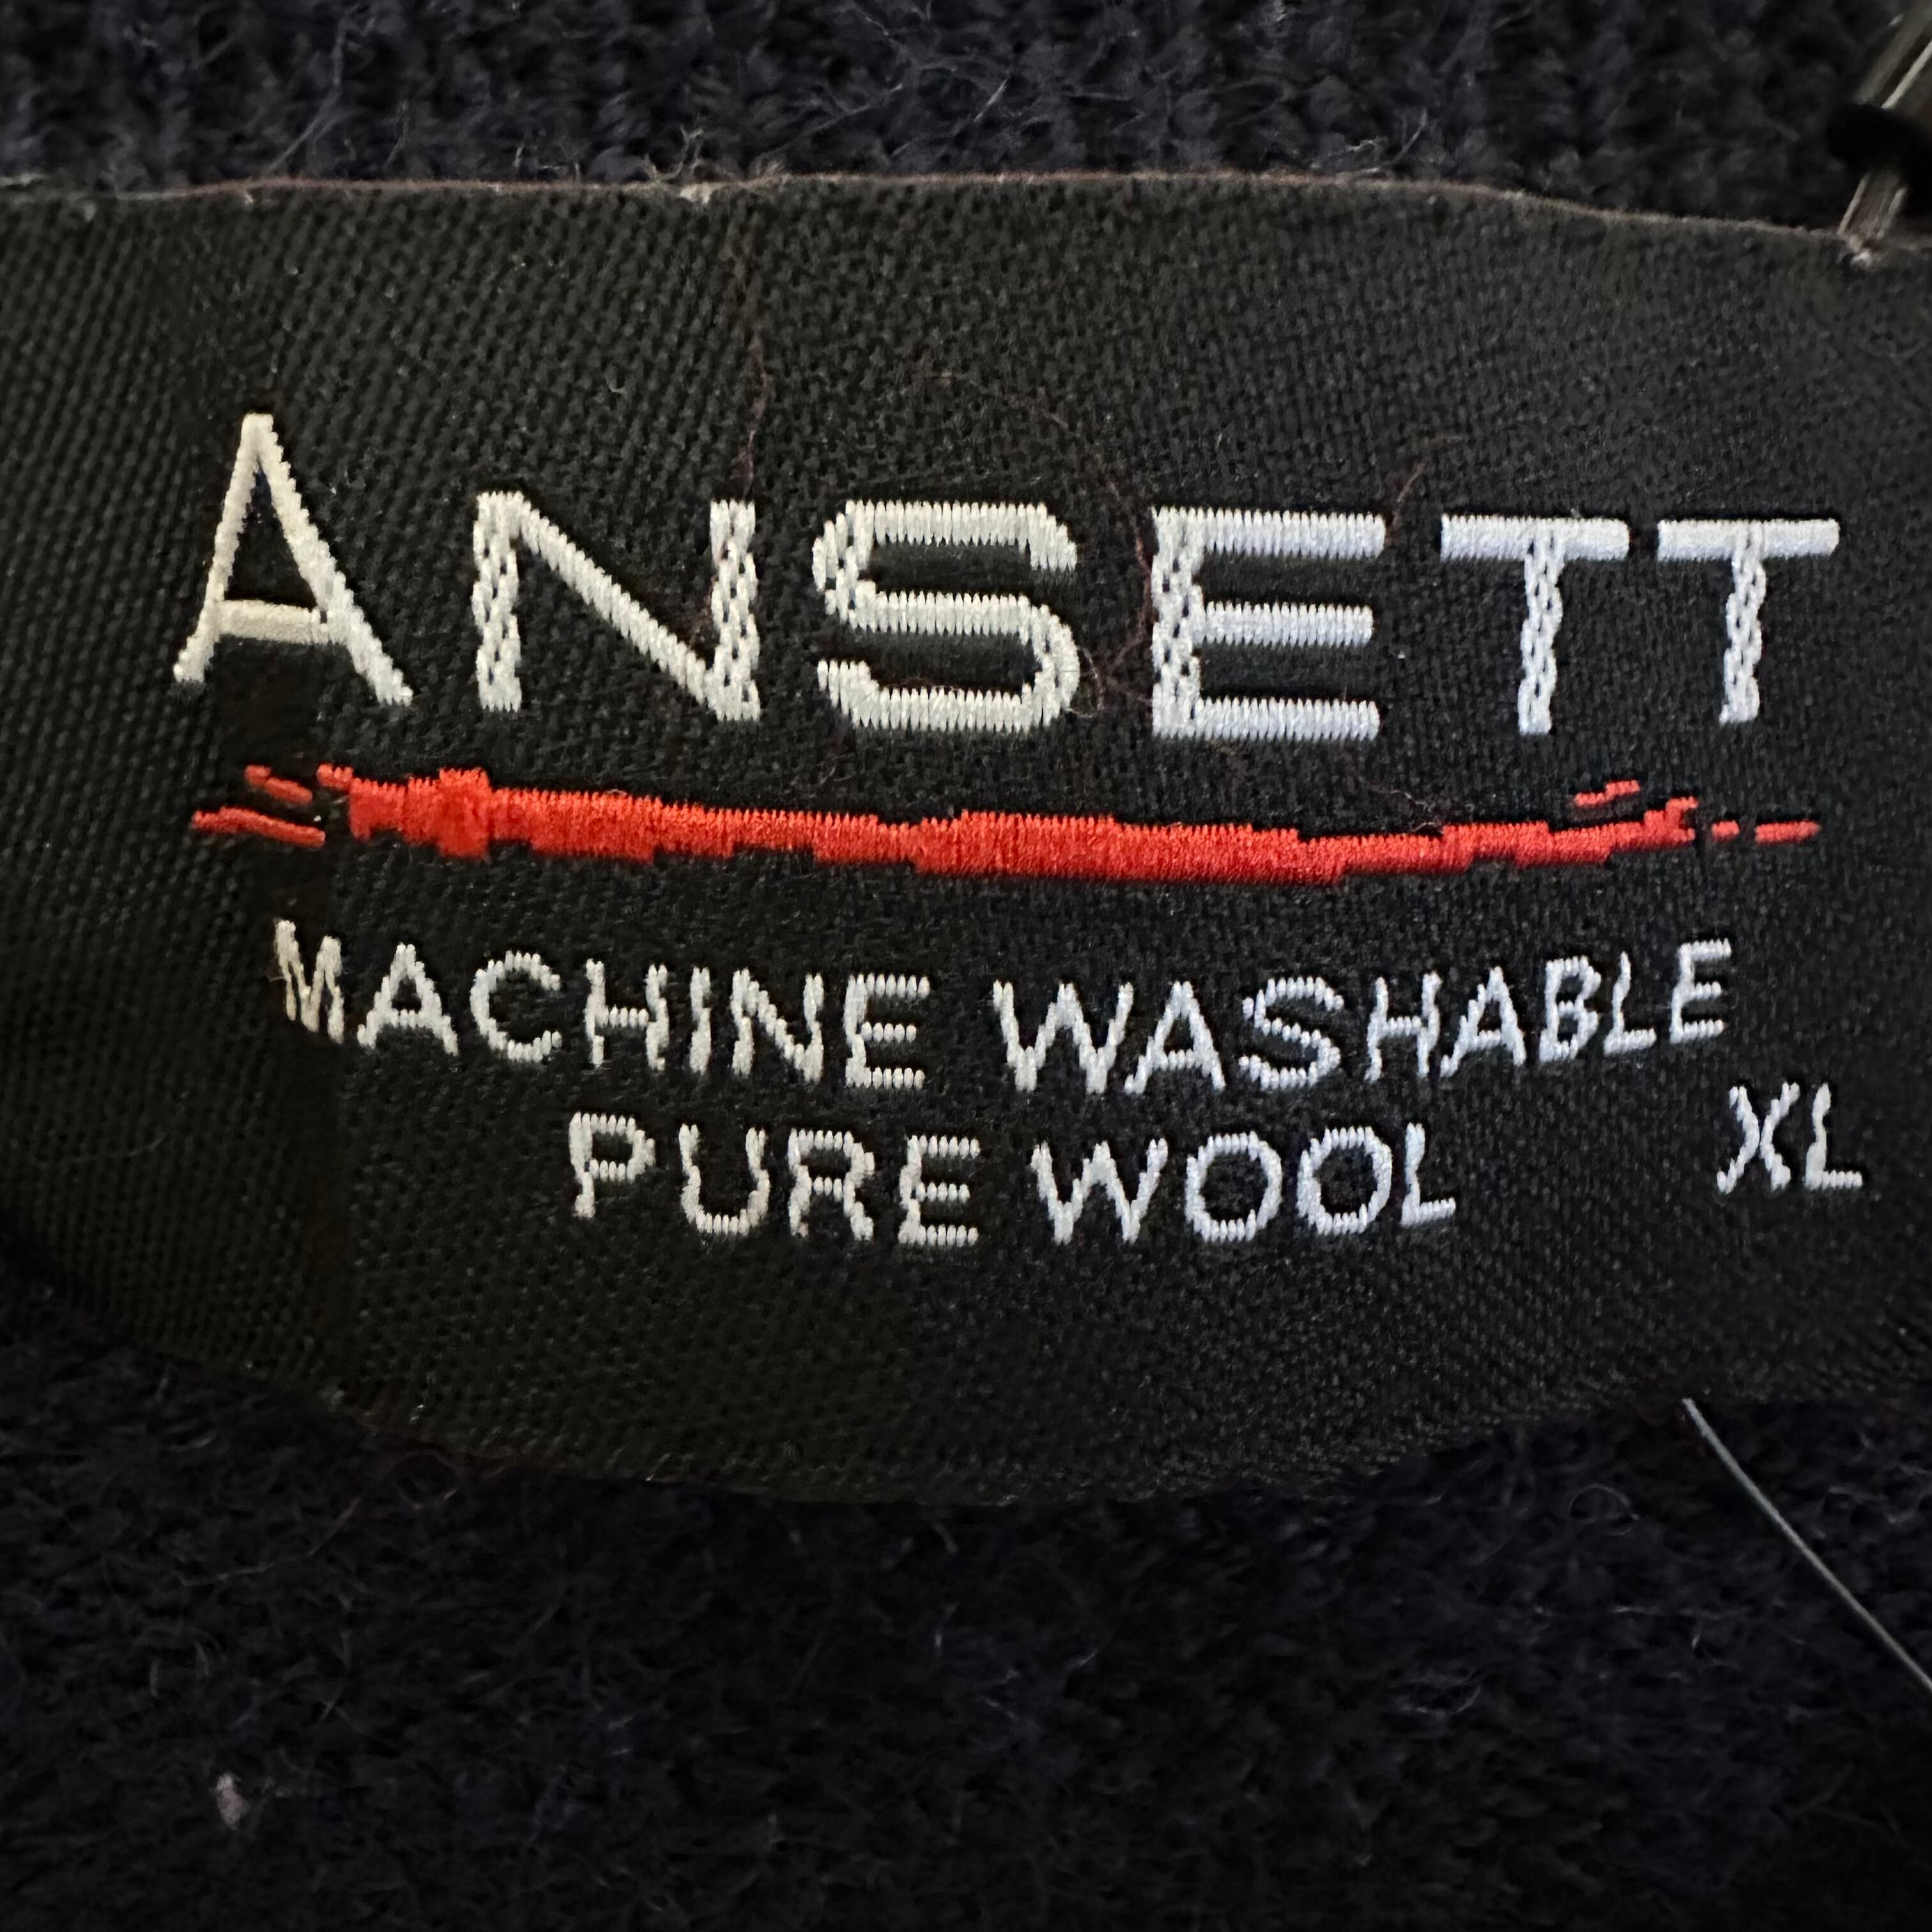 ANSETT
MACHINE WASHABLE
PURE WOOL
XL